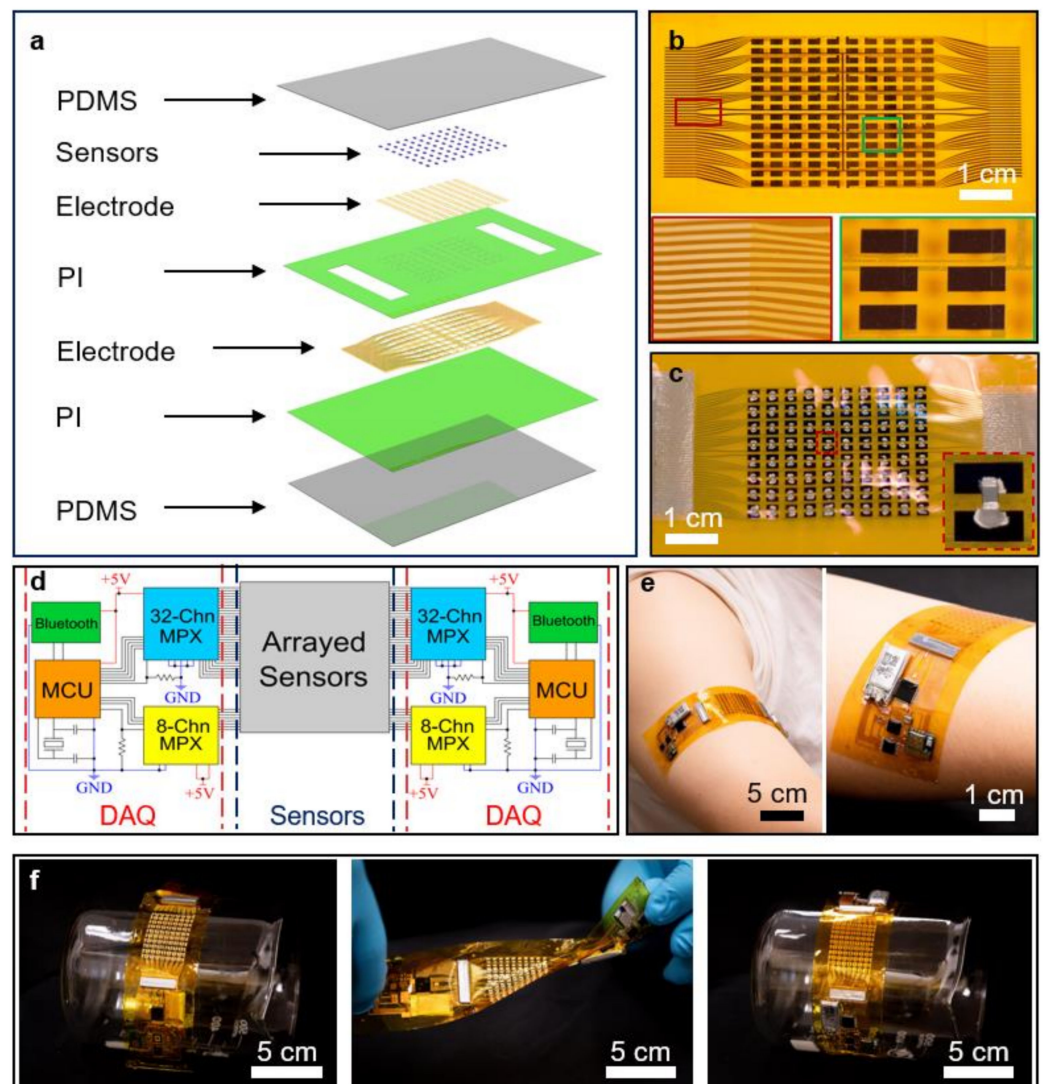 a
PDMS
Sensors
Electrode
PI
Electrode
PI
PDMS
b
1 cm
c
1 cm
d
+5V
Bluetooth
MCU
32-Chn
MPX
GND
8-Chn
MPX
GND
+5V
DAQ
Arrayed
Sensors
Sensors
+5V
32-Chn
MPX
Bluetooth
MCU
GND
8-Chn
MPX
+5V
GND
DAQ
e
5 cm
1 cm
f
5 cm
5 cm
5 cm